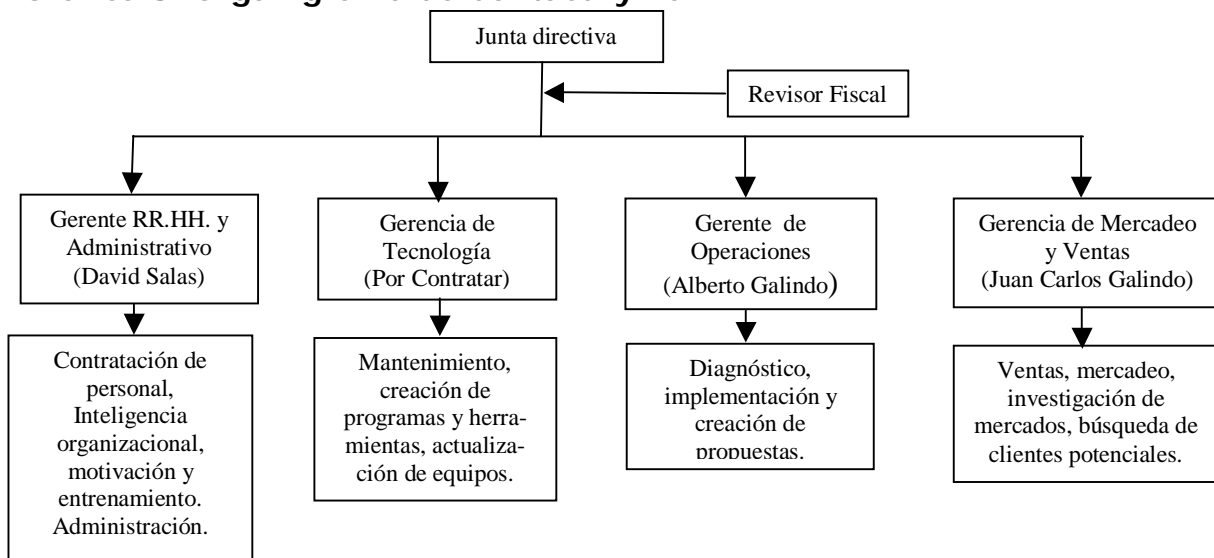 Junta directiva
Revisor Fiscal
Gerente RR.HH. y
Administrativo
(David Salas)
Gerencia de
Tecnología
(Por Contratar)
Gerente de
Operaciones
(Alberto Galindo)
Gerencia de Mercadeo
y Ventas
(Juan Carlos Galindo)
Contratación de
personal,
Inteligencia
organizacional,
motivación y
entrenamiento.
Administración.
Mantenimiento,
creación de
programas y herra-
mientas, actualiza-
ción de equipos.
Diagnóstico,
implementación y
creación de
propuestas.
Ventas, mercadeo,
investigación de
mercados, búsqueda de
clientes potenciales.